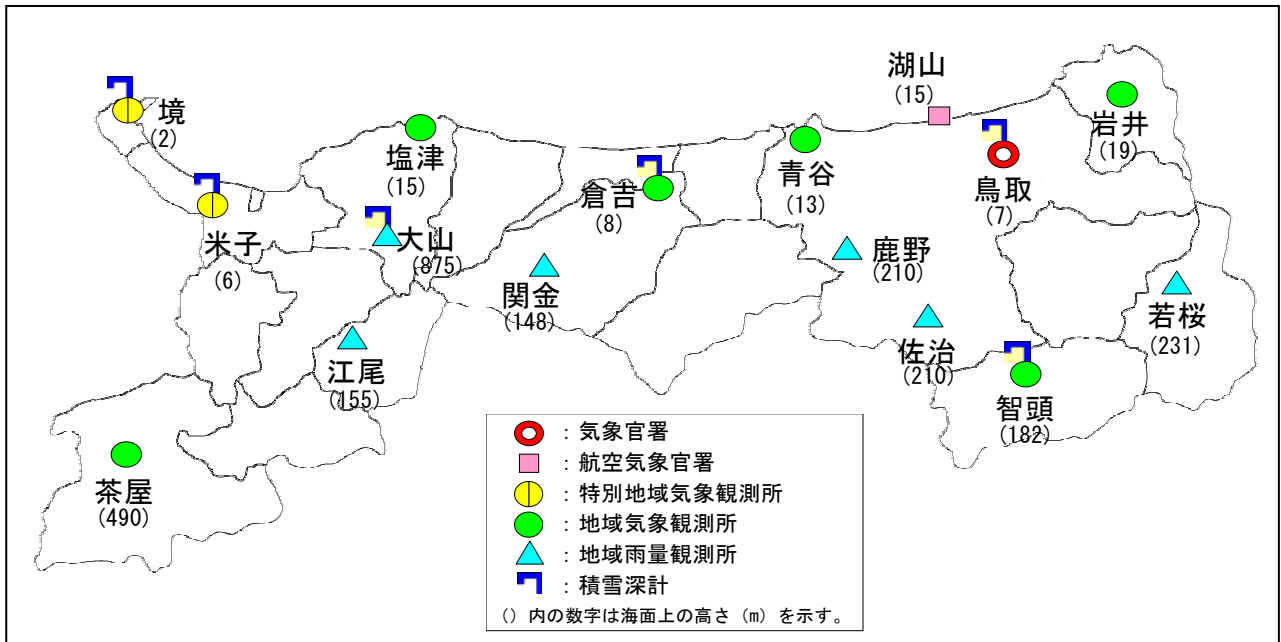 湖山
(15)
境
(2)
岩井
(19)
塩津
(15)
青谷
(13)
鳥取
(7)
倉吉
(8)
米子
(6)
大山
(875)
鹿野
(210)
関金
(148)
若桜
(231)
佐治
(210)
江尾
(155)
智頭
(182)
茶屋
(490)
：気象官署
：航空気象官署
：特別地域気象観測所
：地域気象観測所
：地域雨量観測所
：積雪深計
() 内の数字は海面上の高さ (m) を示す。